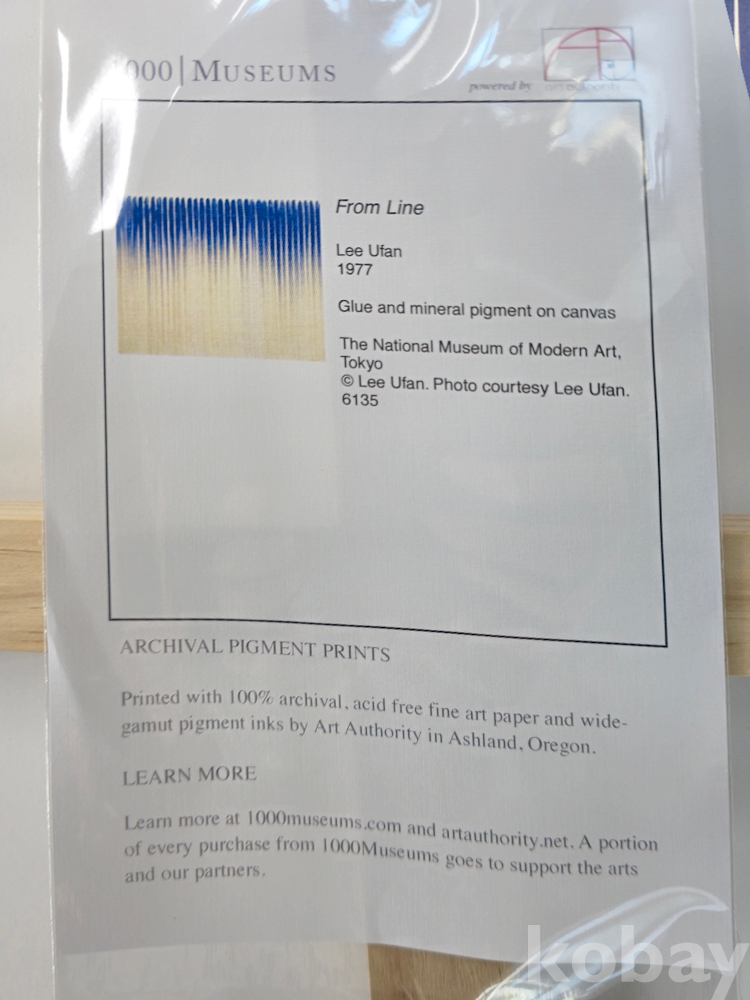 1000 | MUSEUMS
powered by
From Line
Lee Ufan
1977
Glue and mineral pigment on canvas
The National Museum of Modern Art,
Tokyo
© Lee Ufan. Photo courtesy Lee Ufan.
6135
ARCHIVAL PIGMENT PRINTS
Printed with 100% archival, acid free fine art paper and wide-
gamut pigment inks by Art Authority in Ashland, Oregon.
LEARN MORE
Learn more at 1000museums.com and artauthority.net. A portion
of every purchase from 1000Museums goes to support the arts
and our partners.
kobay